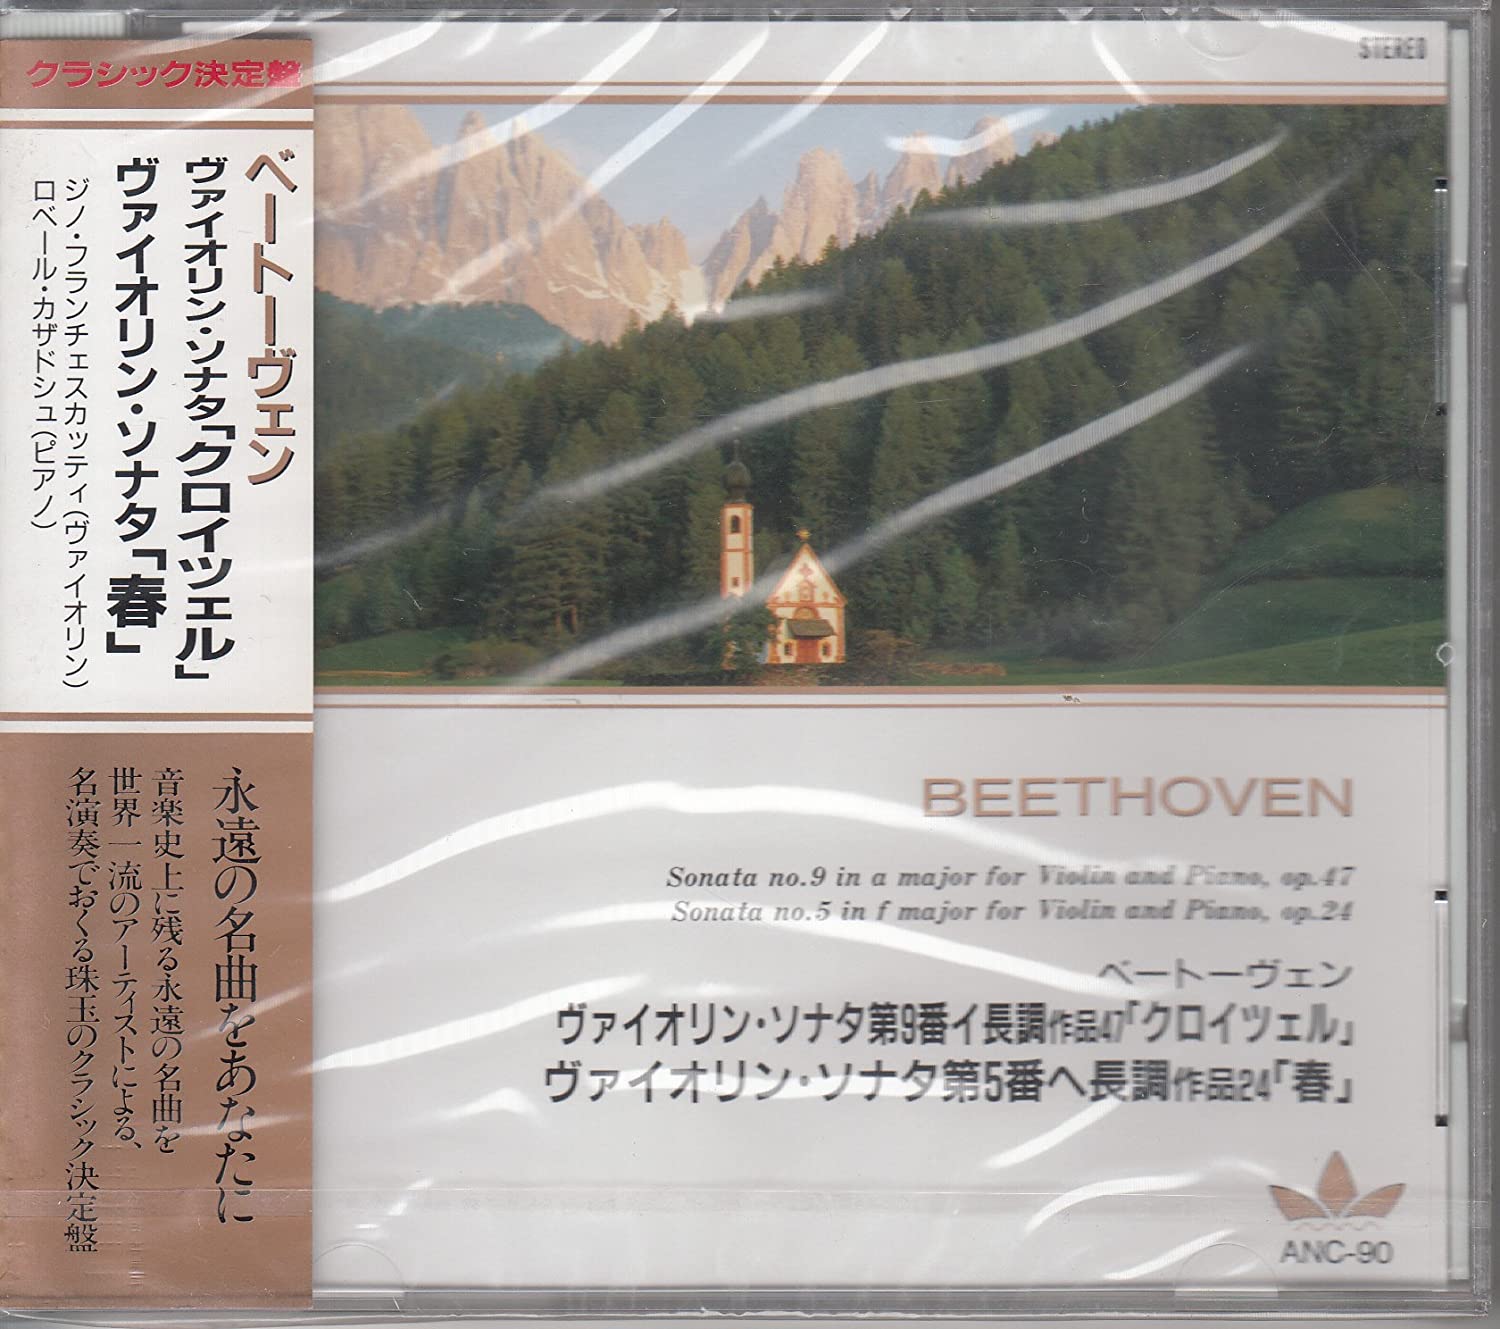 クラシック決定盤
ベートーヴェン
ヴァイオリン・ソナタ「クロイツェル」
ヴァイオリン・ソナタ「春」
ジノ・フランチェスカッティ(ヴァイオリン)
ロベール・カザドシュ(ピアノ)
永遠の名曲をあなたに
音楽史上に残る永遠の名曲を
世界一流のアーティストによる、
名演奏でおくる珠玉のクラシック決定盤
STEREO
BEETHOVEN
Sonata no.9 in a major for Violin and Piano, op.47
Sonata no.5 in f major for Violin and Piano, op.24
ベートーヴェン
ヴァイオリン・ソナタ第9番イ長調作品47「クロイツェル」
ヴァイオリン・ソナタ第5番ヘ長調作品24「春」
ANC-90